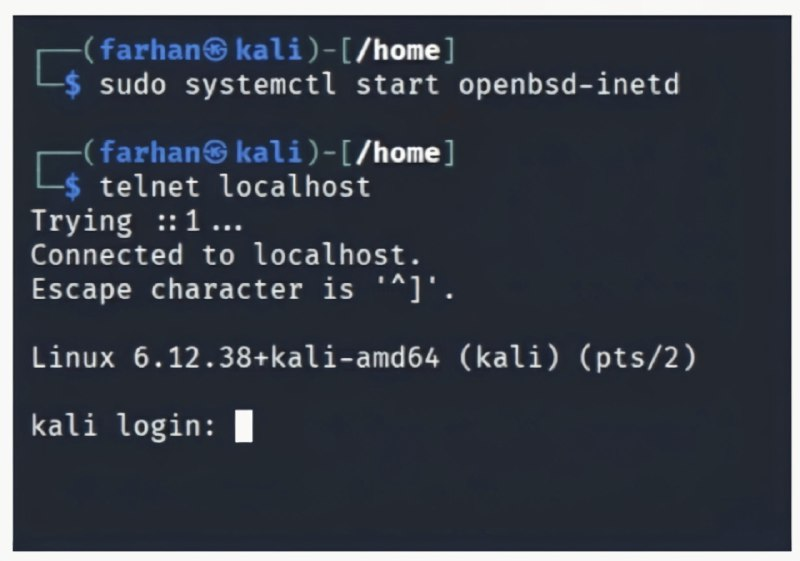 ┌──(farhan㉿kali)-[/home]
└─$ sudo systemctl start openbsd-inetd
┌──(farhan㉿kali)-[/home]
└─$ telnet localhost
Trying ::1...
Connected to localhost.
Escape character is '^]'.
Linux 6.12.38+kali-amd64 (kali) (pts/2)
kali login: